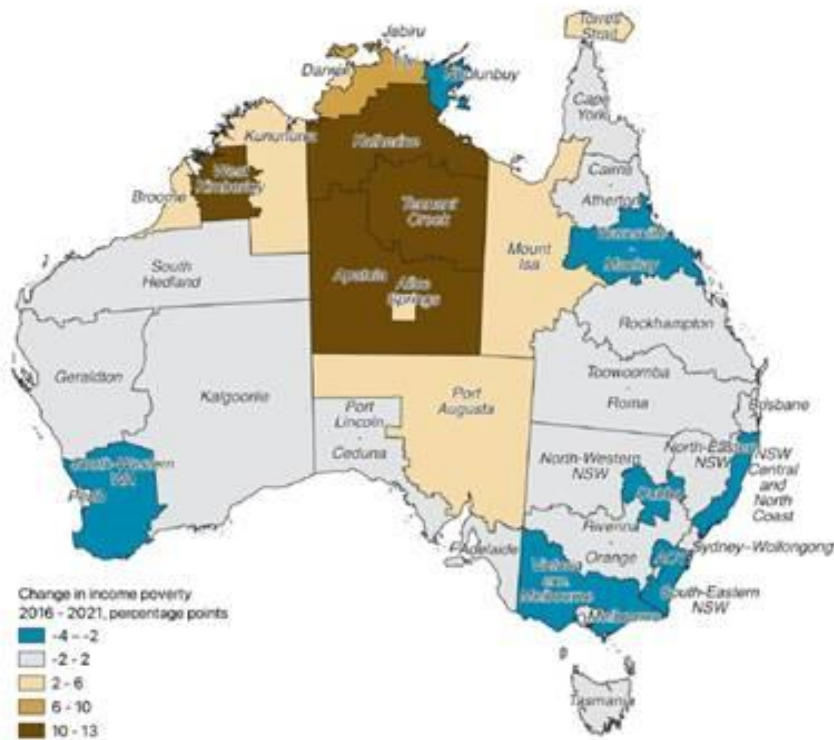 Torres
Strait
Jabiru
Darwin
Nhulunbuy
Cape
York
Kununurra
Katherine
West
Kimberley
Cairns
-
Atherton
Broome
Tennant
Creek
Townsville
-
Mackay
Mount
Isa
South
Hedland
Apatula
Alice
Springs
Rockhampton
Geraldton
Kalgoorlie
Toowoomba
-
Roma
Port
Augusta
Port
Lincoln
-
Ceduna
Brisbane
South-Western
WA
Perth
North-Western
NSW
North-Eastern
NSW
NSW
Central
and
North
Coast
Dubbo
Adelaide
Riverina
-
Orange
Sydney-Wollongong
ACT
Victoria
exc.
Melbourne
Melbourne
South-Eastern
NSW
Tasmania
Change in income poverty
2016 - 2021, percentage points
-4 - -2
-2 - 2
2 - 6
6 - 10
10 - 13